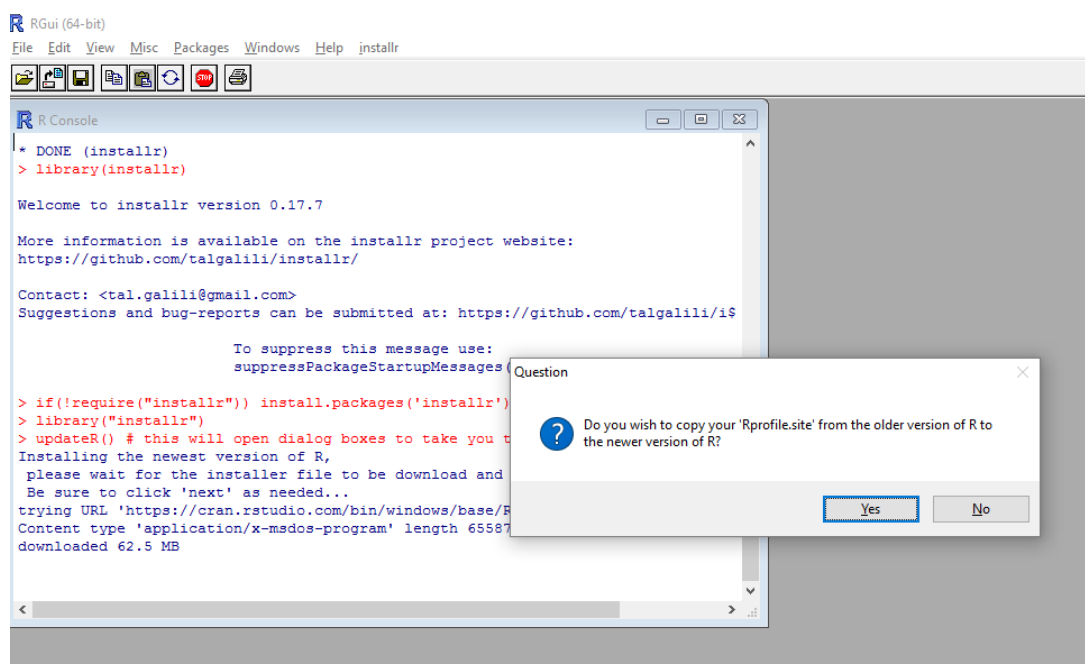 RGui (64-bit)
File Edit View Misc Packages Windows Help installr
STOP
R Console
* DONE (installr)
> library(installr)
Welcome to installr version 0.17.7
More information is available on the installr project website:
https://github.com/talgalili/installr/
Contact: <tal.galili@gmail.com>
Suggestions and bug-reports can be submitted at: https://github.com/talgalili/i$
To suppress this message use:
suppressPackageStartupMessages(
> if(!require("installr")) install.packages('installr')
> library("installr")
> updateR() # this will open dialog boxes to take you t
Installing the newest version of R,
please wait for the installer file to be download and
Be sure to click 'next' as needed...
trying URL 'https://cran.rstudio.com/bin/windows/base/R
Content type 'application/x-msdos-program' length 65587
downloaded 62.5 MB
Question
Do you wish to copy your 'Rprofile.site' from the older version of R to
the newer version of R?
Yes No